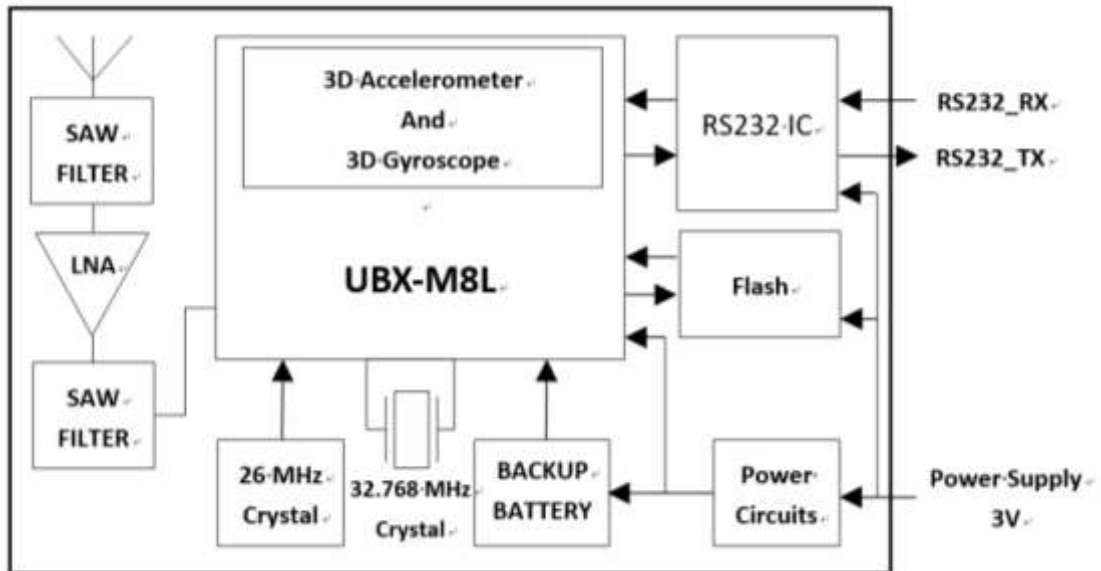 SAW
FILTER
LNA
SAW
FILTER
3D Accelerometer
And
3D Gyroscope
UBX-M8L
RS232 IC
RS232_RX
RS232_TX
Flash
26 MHz
Crystal
32.768 MHz
Crystal
BACKUP
BATTERY
Power
Circuits
Power Supply
3V